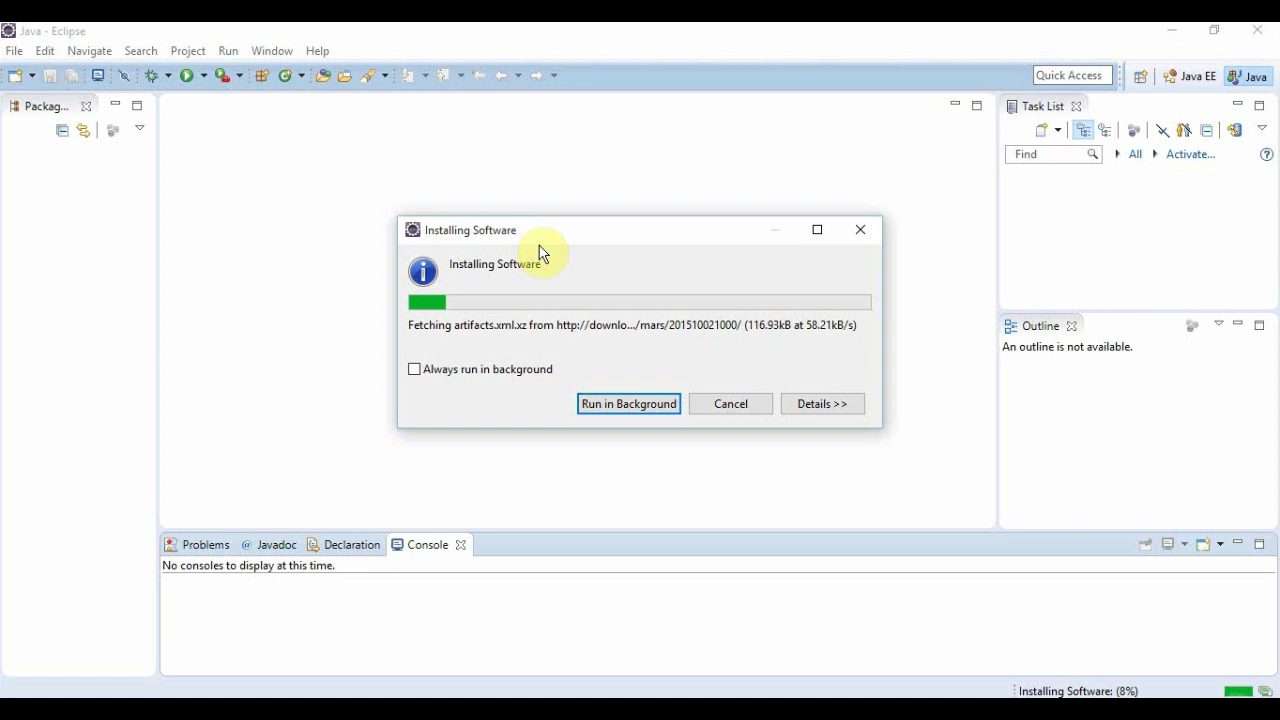 Java - Eclipse
File Edit Navigate Search Project Run Window Help
Quick Access Java EE Java
Packag...
Task List
Find All Activate...
Installing Software
Installing Software
Fetching artifacts.xml.xz from http://downlo.../mars/201510021000/ (116.93kB at 58.21kB/s)
Always run in background
Run in Background Cancel Details >>
Outline
An outline is not available.
Problems @ Javadoc Declaration Console
No consoles to display at this time.
Installing Software: (8%)